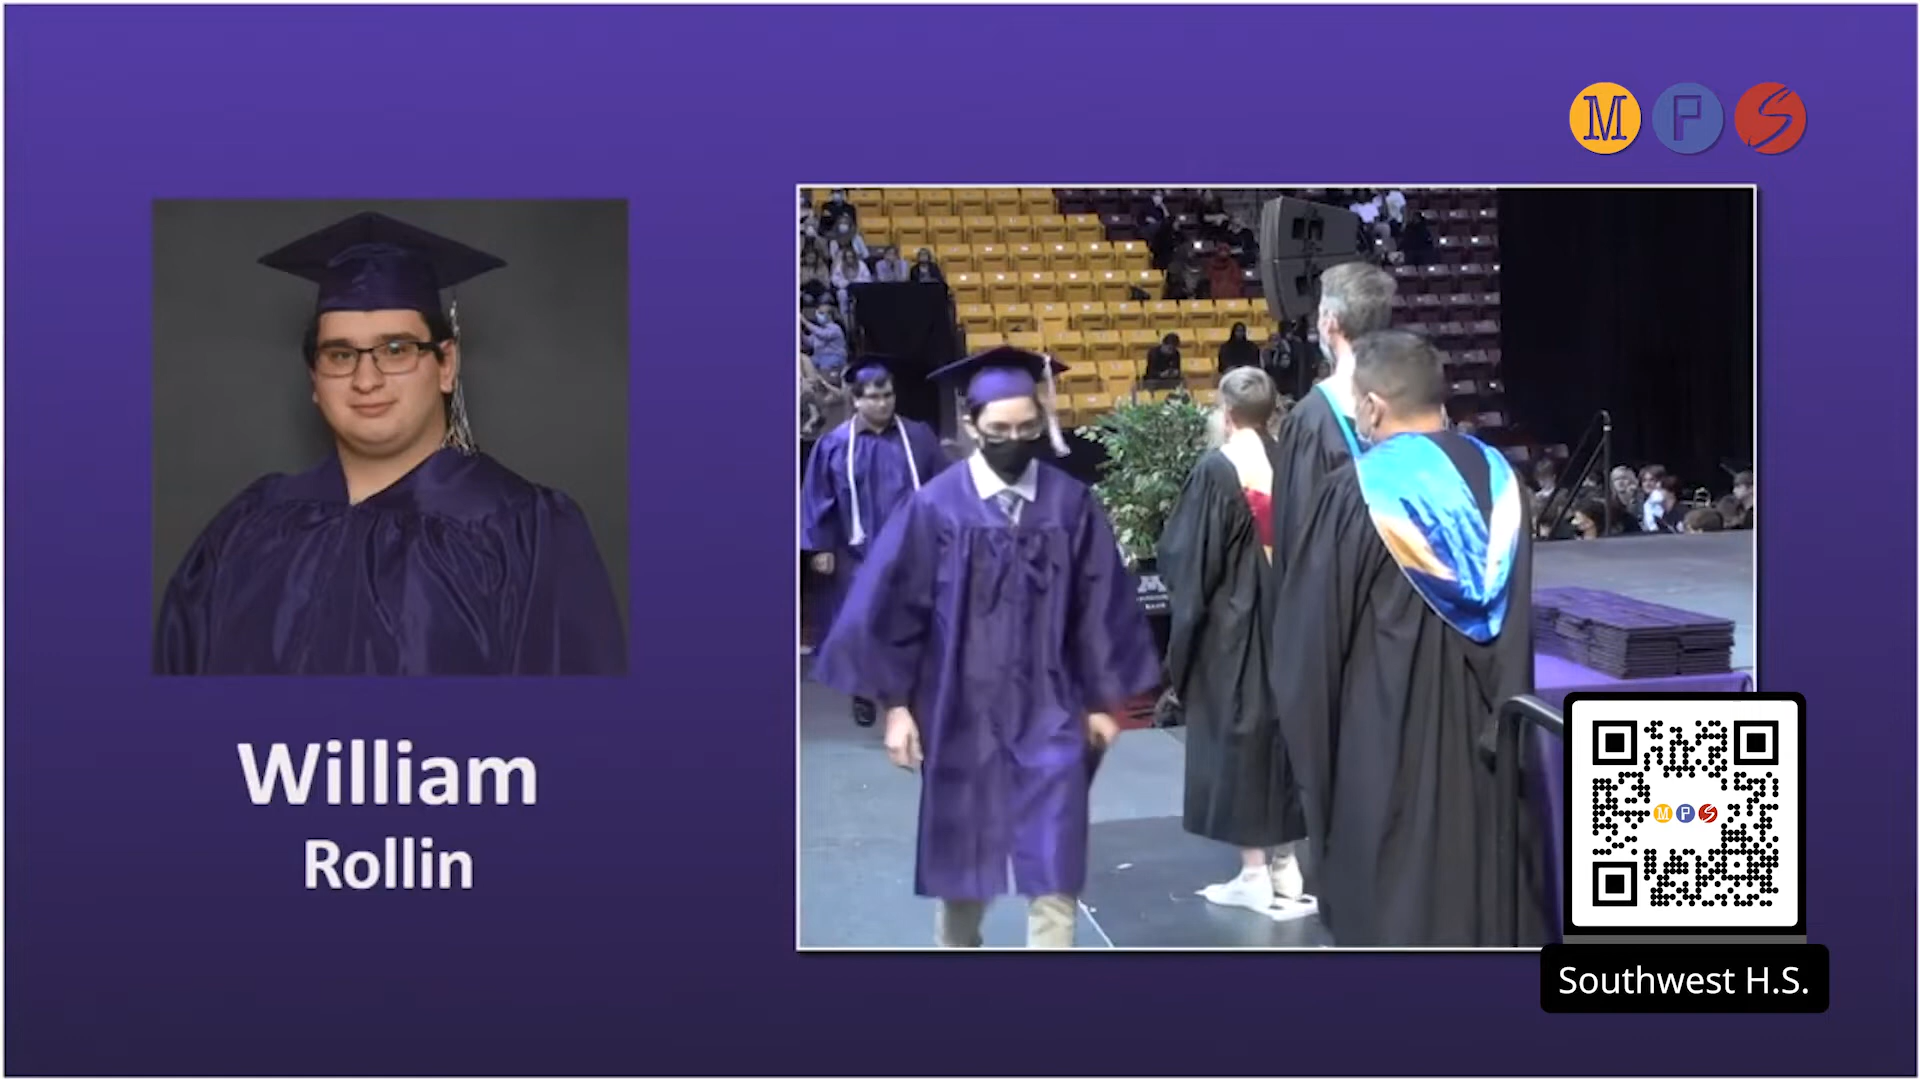 M P S
William
Rollin
M P S
Southwest H.S.